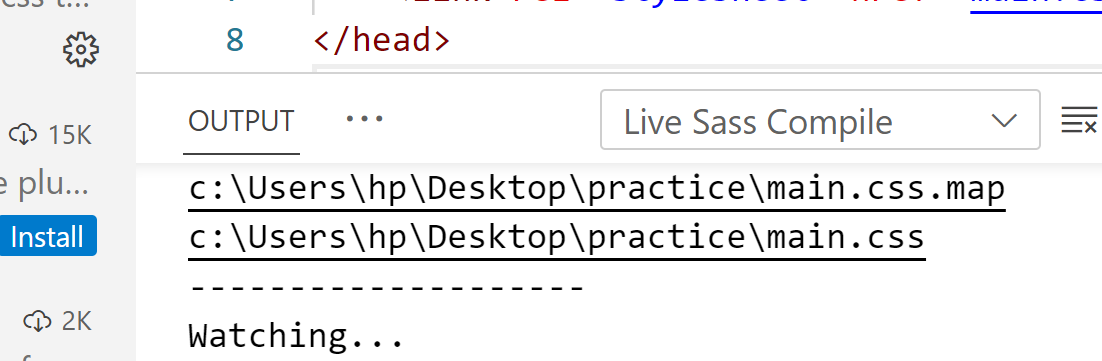 8 </head>
15K
e plu...
Install
2K
OUTPUT ...
Live Sass Compile
c:\Users\hp\Desktop\practice\main.css.map
c:\Users\hp\Desktop\practice\main.css
--------------------
Watching...